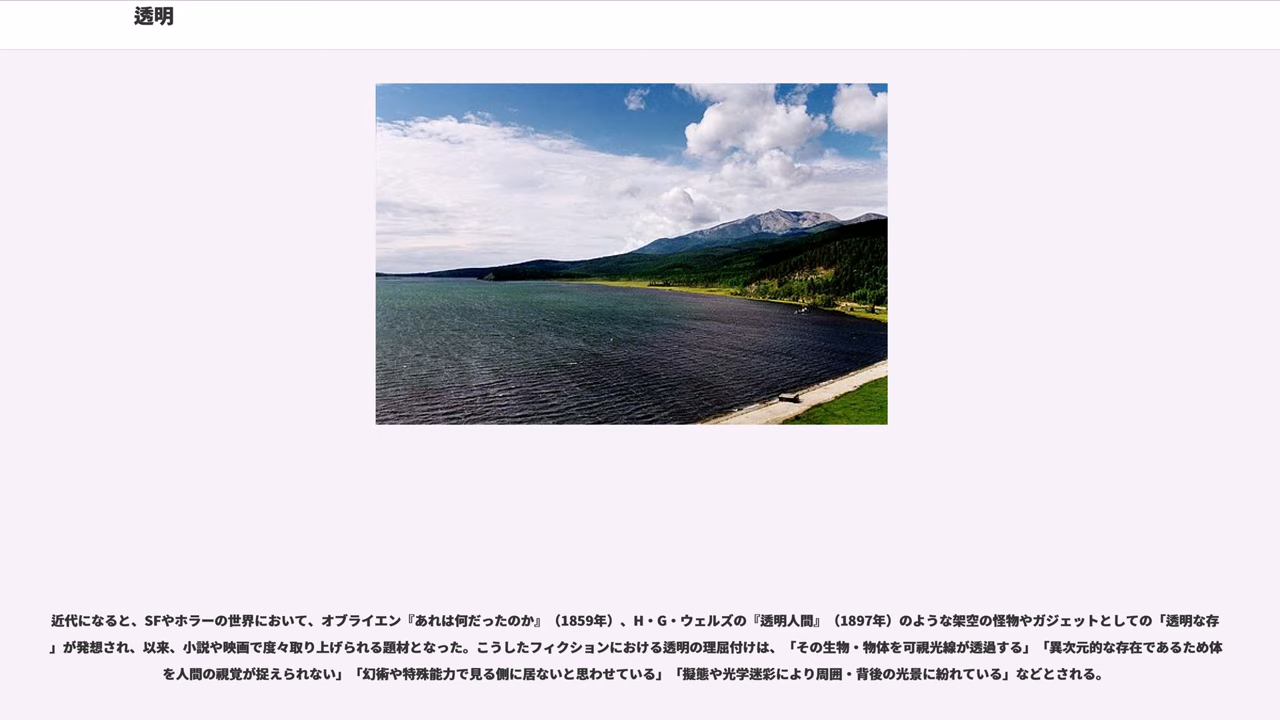 透明
近代になると、SFやホラーの世界において、オブライエン『あれは何だったのか』（1859年）、H・G・ウェルズの『透明人間』（1897年）のような架空の怪物やガジェットとしての「透明な存
」が発想され、以来、小説や映画で度々取り上げられる題材となった。こうしたフィクションにおける透明の理屈付けは、「その生物・物体を可視光線が透過する」「異次元的な存在であるため体
を人間の視覚が捉えられない」「幻術や特殊能力で見る側に居ないと思わせている」「擬態や光学迷彩により周囲・背後の光景に紛れている」などとされる。